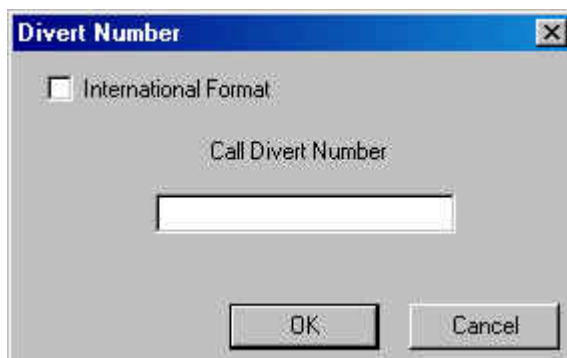 Divert Number
International Format
Call Divert Number
OK
Cancel